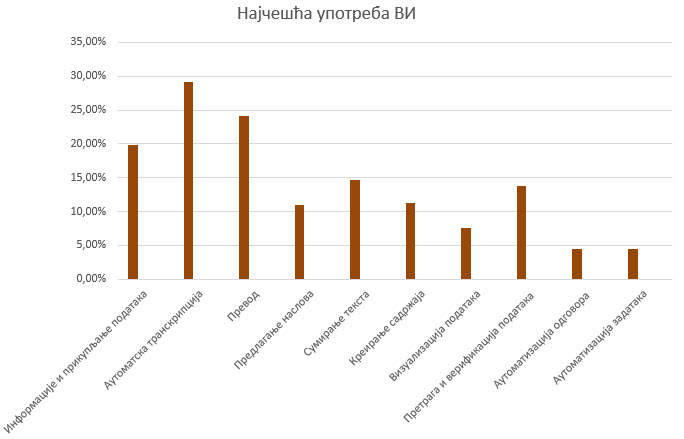 Најчешћа употреба ВИ
35,00%
30,00%
25,00%
20,00%
15,00%
10,00%
5,00%
0,00%
Информације и прикупљање података
Аутоматска транскрипција
Превод
Предлагање наслова
Сумирање текста
Креирање садржаја
Визуализација података
Претрага и верификација података
Аутоматизација одговора
Аутоматизација задатака